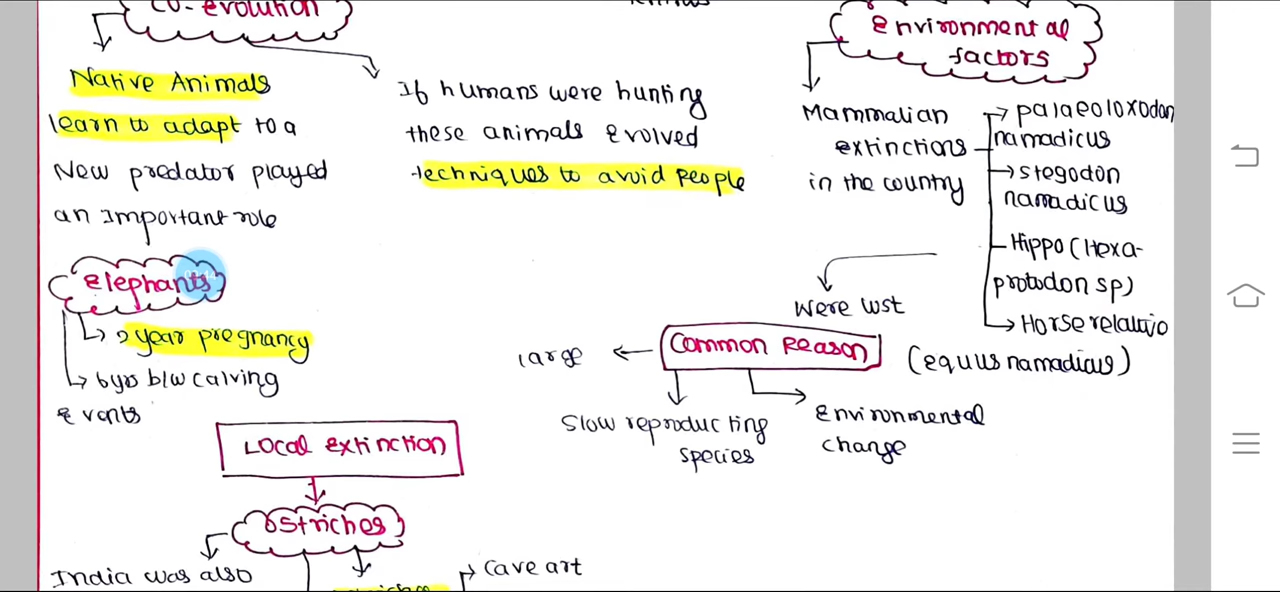 co-evolution
Native Animals
learn to adapt to a
New predator played
an important role
If humans were hunting
these animals evolved
techniques to avoid people
elephants
2 year pregnancy
6yrs b/w calving
events
Environmental
factors
Mammalian
extinctions
in the country
palaeoloxodon
namadicus
stegodon
namadicus
Hippo (Hexa-
protodon sp)
Horse relative
(equus namadicus)
were lost
Common Reason
large
Slow reproducting
species
Environmental
change
Local extinction
Ostriches
India was also
Cave art